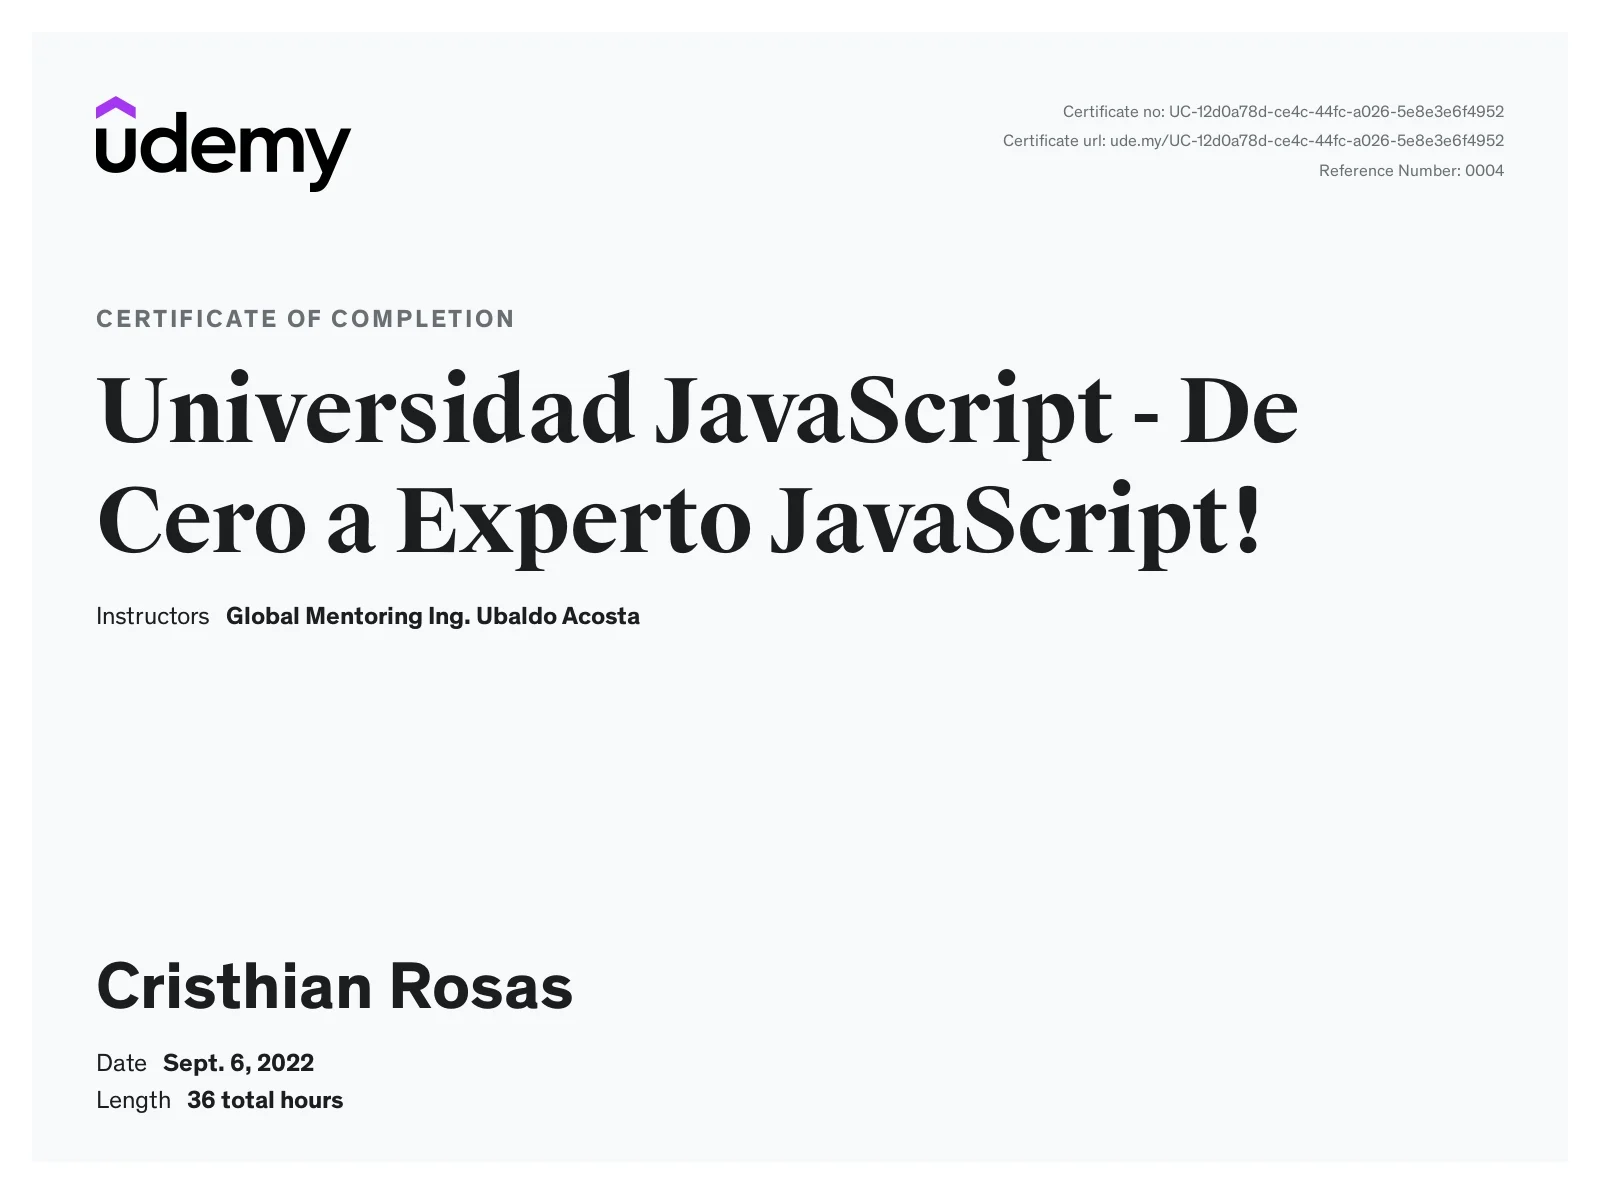 udemy
Certificate no: UC-12d0a78d-ce4c-44fc-a026-5e8e3e6f4952
Certificate url: ude.my/UC-12d0a78d-ce4c-44fc-a026-5e8e3e6f4952
Reference Number: 0004
CERTIFICATE OF COMPLETION
Universidad JavaScript - De
Cero a Experto JavaScript!
Instructors Global Mentoring Ing. Ubaldo Acosta
Cristhian Rosas
Date Sept. 6, 2022
Length 36 total hours